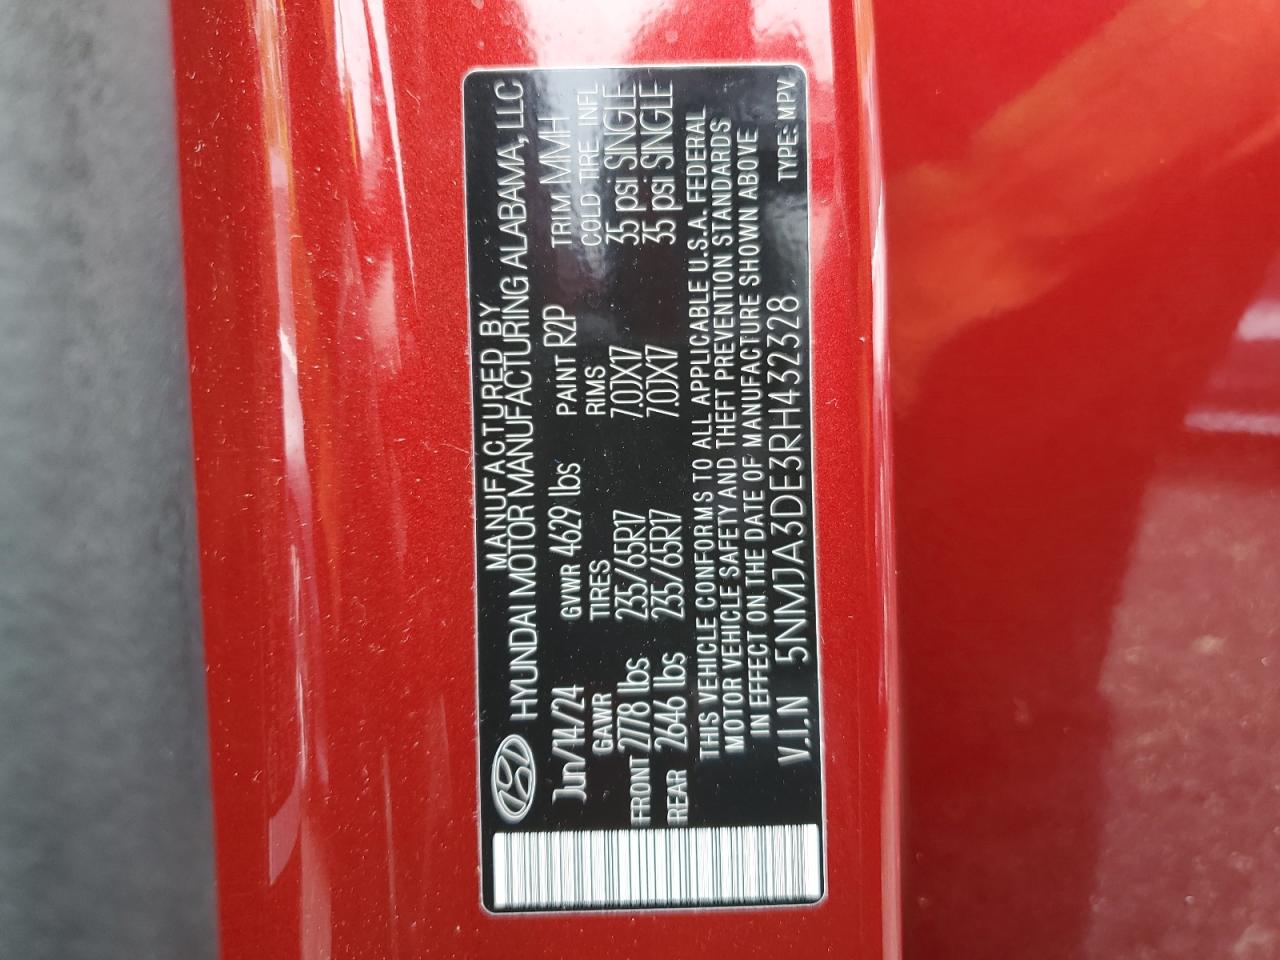 MANUFACTURED BY
HYUNDAI MOTOR MANUFACTURING ALABAMA, LLC
Jun/14/24 GVWR 4629 lbs PAINT R2P TRIM MMH
GAWR TIRES RIMS COLD TIRE INFL
FRONT 2778 lbs 235/65R17 7.0JX17 35 psi SINGLE
REAR 2646 lbs 235/65R17 7.0JX17 35 psi SINGLE
THIS VEHICLE CONFORMS TO ALL APPLICABLE U.S.A. FEDERAL
MOTOR VEHICLE SAFETY AND THEFT PREVENTION STANDARDS
IN EFFECT ON THE DATE OF MANUFACTURE SHOWN ABOVE
V.I.N 5NMJA3DE3RH432328 TYPE: MPV